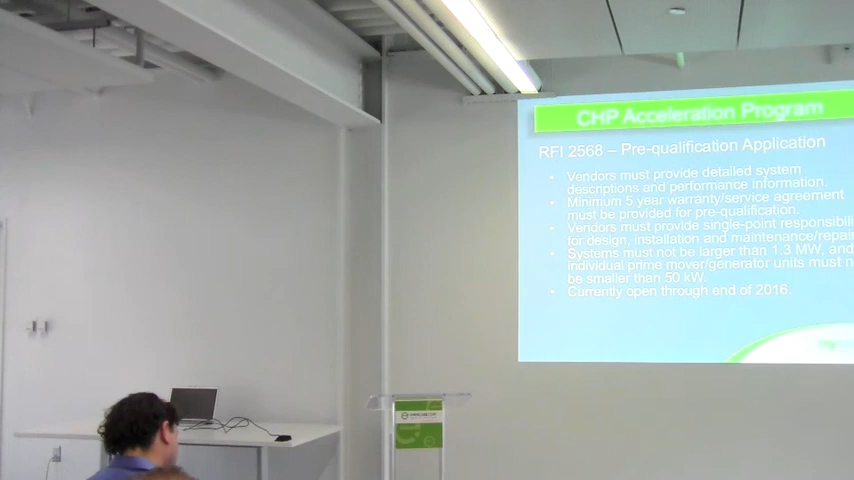 CHP Acceleration Program
RFI 2568 – Pre-qualification Application
• Vendors must provide detailed system
descriptions and performance information.
• Minimum 5 year warranty/service agreement
must be provided for pre-qualification.
• Vendors must provide single-point responsibili
for design, installation and maintenance/repair
• Systems must not be larger than 1.3 MW, and
individual prime mover/generator units must n
be smaller than 50 kW.
• Currently open through end of 2016.